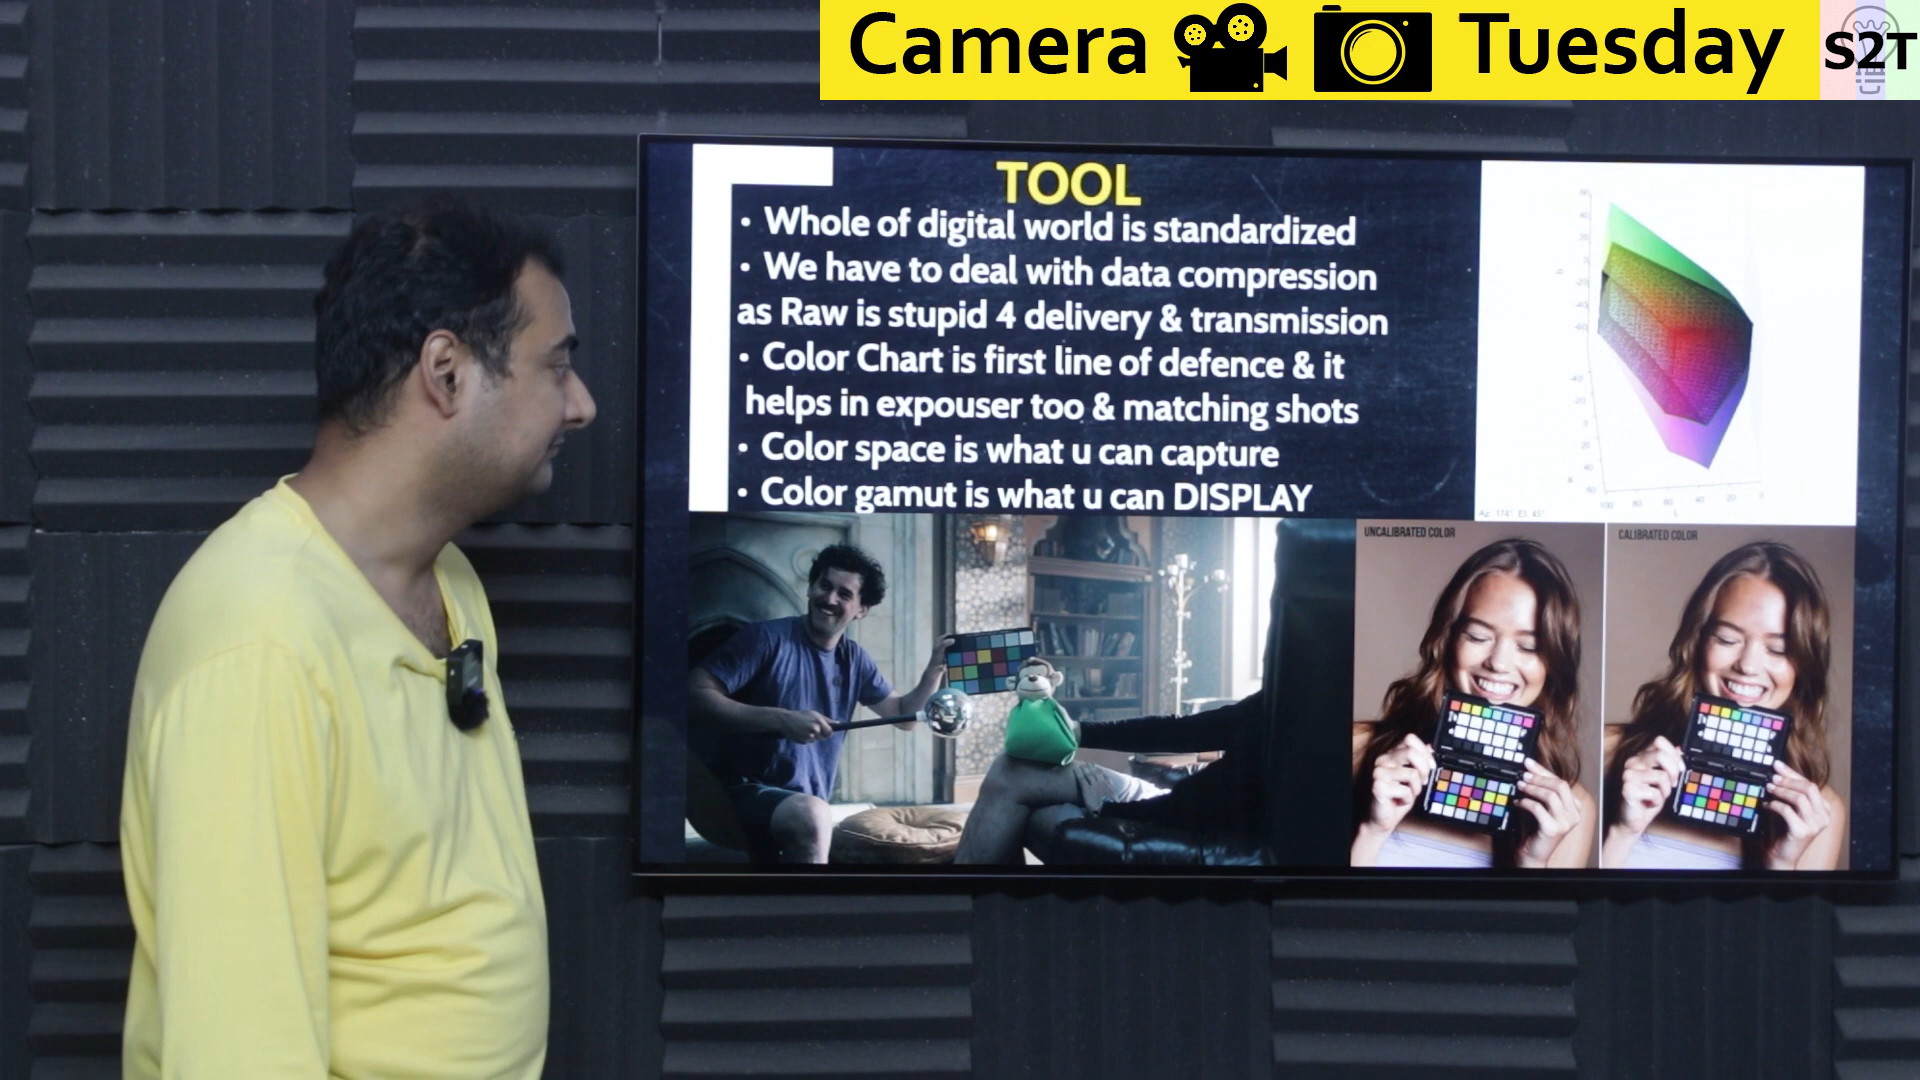 Camera Tuesday S2T
TOOL
• Whole of digital world is standardized
• We have to deal with data compression
as Raw is stupid 4 delivery & transmission
• Color Chart is first line of defence & it
helps in expouser too & matching shots
• Color space is what u can capture
• Color gamut is what u can DISPLAY
UNCALIBRATED COLOR
CALIBRATED COLOR